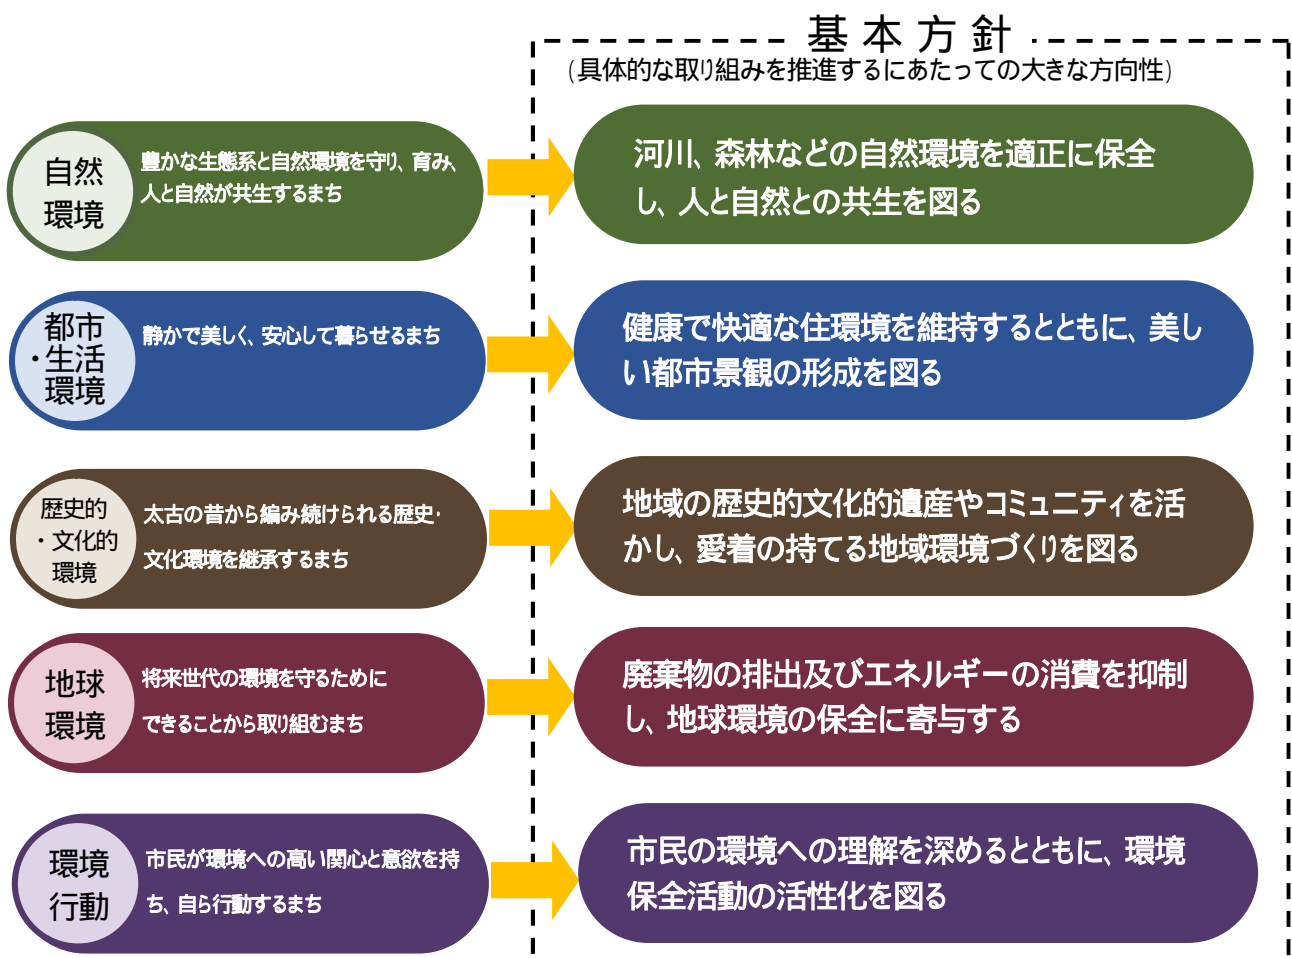 基本方針
(具体的な取り組みを推進するにあたっての大きな方向性)
自然
環境
豊かな生態系と自然環境を守り、育み、
人と自然が共生するまち
河川、森林などの自然環境を適正に保全
し、人と自然との共生を図る
都市
・生活
環境
静かで美しく、安心して暮らせるまち
健康で快適な住環境を維持するとともに、美し
い都市景観の形成を図る
歴史的
・文化的
環境
太古の昔から編み続けられる歴史・
文化環境を継承するまち
地域の歴史的文化的遺産やコミュニティを活
かし、愛着の持てる地域環境づくりを図る
地球
環境
将来世代の環境を守るために
できることから取り組むまち
廃棄物の排出及びエネルギーの消費を抑制
し、地球環境の保全に寄与する
環境
行動
市民が環境への高い関心と意欲を持
ち、自ら行動するまち
市民の環境への理解を深めるとともに、環境
保全活動の活性化を図る